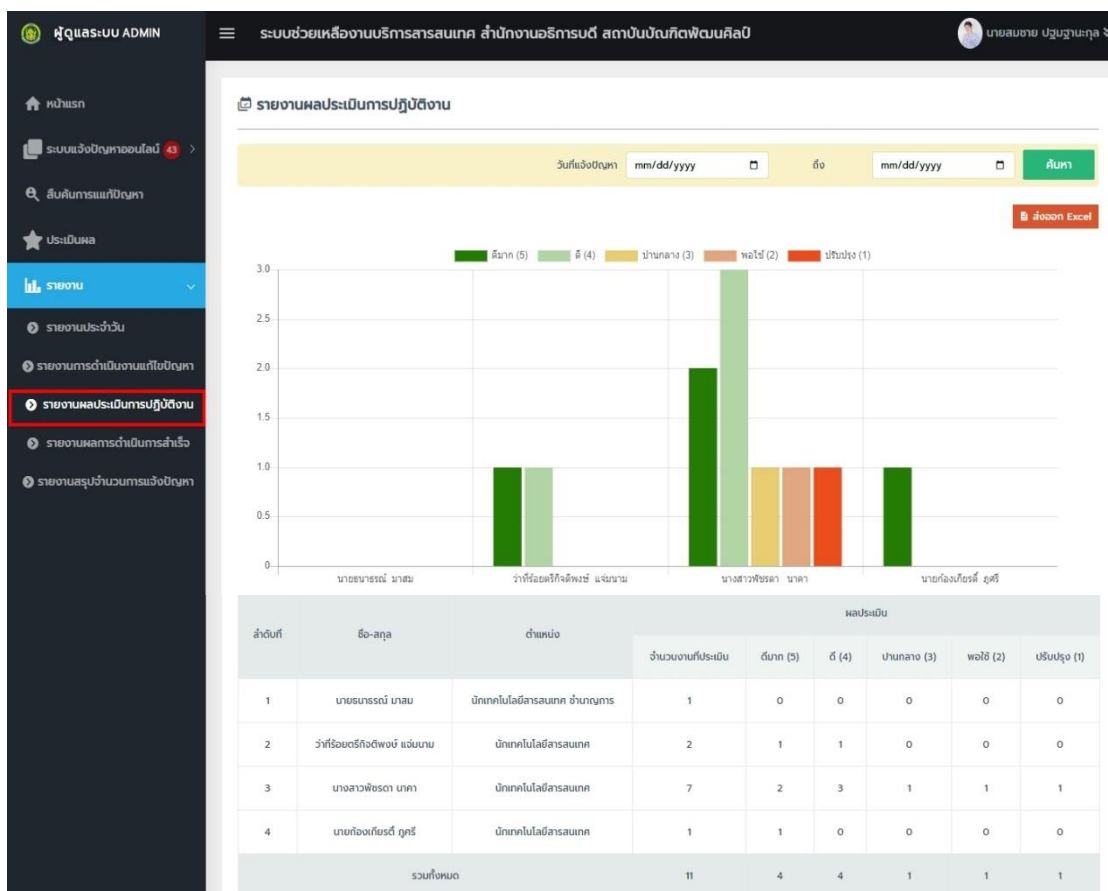 ผู้ดูแลระบบ ADMIN
ระบบช่วยเหลืองานบริการสารสนเทศ สำนักงานอธิการบดี สถาบันบัณฑิตพัฒนศิลป์
นายสมชาย ปฐมฐานะกุล
หน้าแรก
ระบบแจ้งปัญหาออนไลน์ 43
สืบค้นการแแก้ปัญหา
ประเมินผล
รายงาน
รายงานประจำวัน
รายงานการดำเนินงานแก้ไขปัญหา
รายงานผลประเมินการปฏิบัติงาน
รายงานผลการดำเนินการสำเร็จ
รายงานสรุปจำนวนการแจ้งปัญหา
รายงานผลประเมินการปฏิบัติงาน
วันที่แจ้งปัญหา mm/dd/yyyy ถึง mm/dd/yyyy ค้นหา
ส่งออก Excel
ดีมาก (5) ดี (4) ปานกลาง (3) พอใช้ (2) ปรับปรุง (1)
3.0
2.5
2.0
1.5
1.0
0.5
0
นายธนาธรณ์ มาสม ว่าที่ร้อยตรีกิจติพงษ์ แจ่มนาม นางสาวพัชรดา นาคา นายก้องเกียรติ์ ภูศรี
ลำดับที่ ชื่อ-สกุล ตำแหน่ง ผลประเมิน
จำนวนงานที่ประเมิน ดีมาก (5) ดี (4) ปานกลาง (3) พอใช้ (2) ปรับปรุง (1)
1 นายธนาธรณ์ มาสม นักเทคโนโลยีสารสนเทศ ชำนาญการ 1 0 0 0 0 0
2 ว่าที่ร้อยตรีกิจติพงษ์ แจ่มนาม นักเทคโนโลยีสารสนเทศ 2 1 1 0 0 0
3 นางสาวพัชรดา นาคา นักเทคโนโลยีสารสนเทศ 7 2 3 1 1 1
4 นายก้องเกียรติ์ ภูศรี นักเทคโนโลยีสารสนเทศ 1 1 0 0 0 0
รวมทั้งหมด 11 4 4 1 1 1